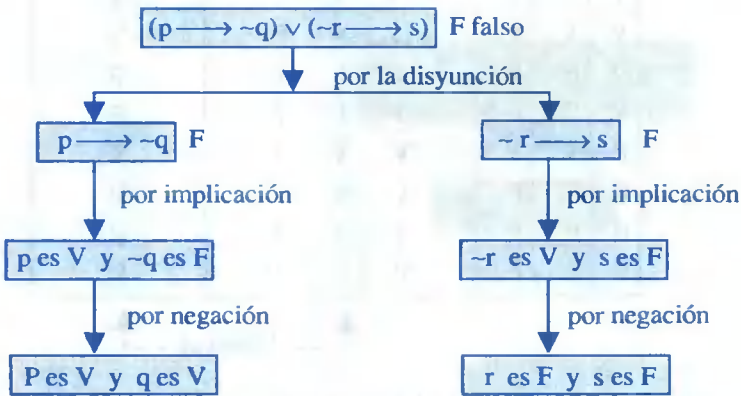 (p ⟶ ~q) ∨ (~r ⟶ s) F falso
por la disyunción
p ⟶ ~q F
~ r ⟶ s F
por implicación
por implicación
p es V y ~q es F
~r es V y s es F
por negación
por negación
P es V y q es V
r es F y s es F